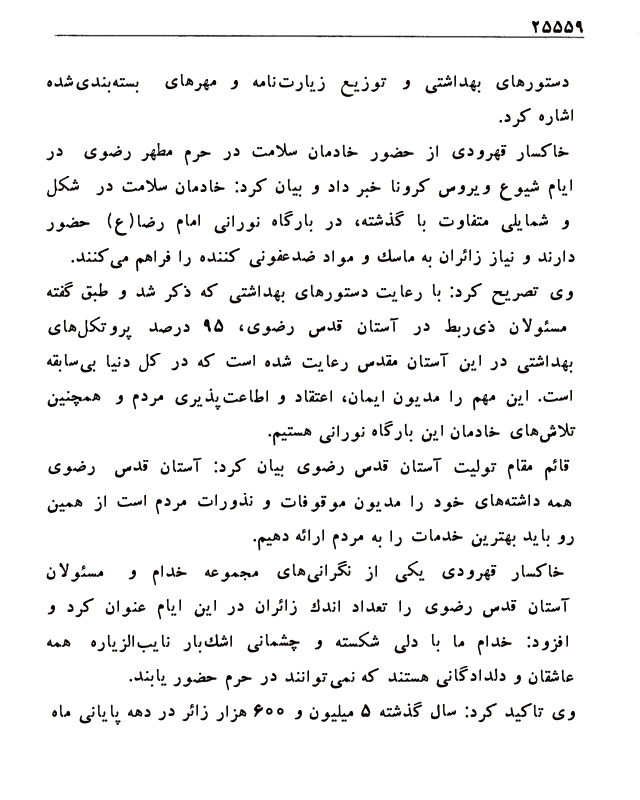 ۲۵۵۵۹
دستورهای بهداشتی و توزیع زیارت‌نامه و مهرهای بسته‌بندی‌شده
اشاره کرد.
خاکسار قهرودی از حضور خادمان سلامت در حرم مطهر رضوی در
ایام شیوع ویروس کرونا خبر داد و بیان کرد: خادمان سلامت در شکل
و شمایلی متفاوت با گذشته، در بارگاه نورانی امام رضا(ع) حضور
دارند و نیاز زائران به ماسک و مواد ضدعفونی کننده را فراهم می‌کنند.
وی تصریح کرد: با رعایت دستورهای بهداشتی که ذکر شد و طبق گفته
مسئولان ذی‌ربط در آستان قدس رضوی، ۹۵ درصد پروتکل‌های
بهداشتی در این آستان مقدس رعایت شده است که در کل دنیا بی‌سابقه
است. این مهم را مدیون ایمان، اعتقاد و اطاعت‌پذیری مردم و همچنین
تلاش‌های خادمان این بارگاه نورانی هستیم.
قائم مقام تولیت آستان قدس رضوی بیان کرد: آستان قدس رضوی
همه داشته‌های خود را مدیون موقوفات و نذورات مردم است از همین
رو باید بهترین خدمات را به مردم ارائه دهیم.
خاکسار قهرودی یکی از نگرانی‌های مجموعه خدام و مسئولان
آستان قدس رضوی را تعداد اندک زائران در این ایام عنوان کرد و
افزود: خدام ما با دلی شکسته و چشمانی اشک‌بار نایب‌الزیاره همه
عاشقان و دلدادگانی هستند که نمی‌توانند در حرم حضور یابند.
وی تاکید کرد: سال گذشته ۵ میلیون و ۶۰۰ هزار زائر در دهه پایانی ماه